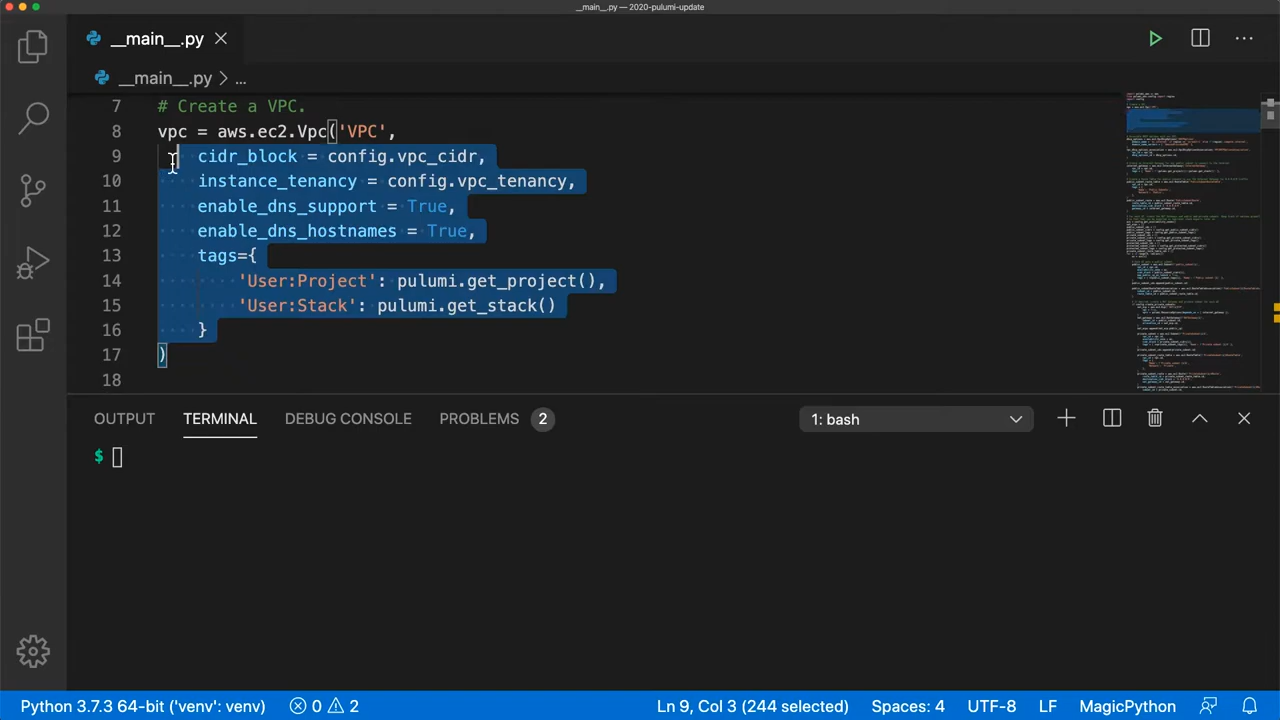 __main__.py — 2020-pulumi-update
__main__.py
__main__.py > ...
7 # Create a VPC.
8 vpc = aws.ec2.Vpc('VPC',
9 cidr_block = config.vpc_cidr,
10 instance_tenancy = config.vpc_tenancy,
11 enable_dns_support = True,
12 enable_dns_hostnames = True,
13 tags={
14 'User:Project': pulumi.get_project(),
15 'User:Stack': pulumi.get_stack()
16 }
17 )
18
OUTPUT TERMINAL DEBUG CONSOLE PROBLEMS 2 1: bash
$
Python 3.7.3 64-bit ('venv': venv) 0 2 Ln 9, Col 3 (244 selected) Spaces: 4 UTF-8 LF MagicPython